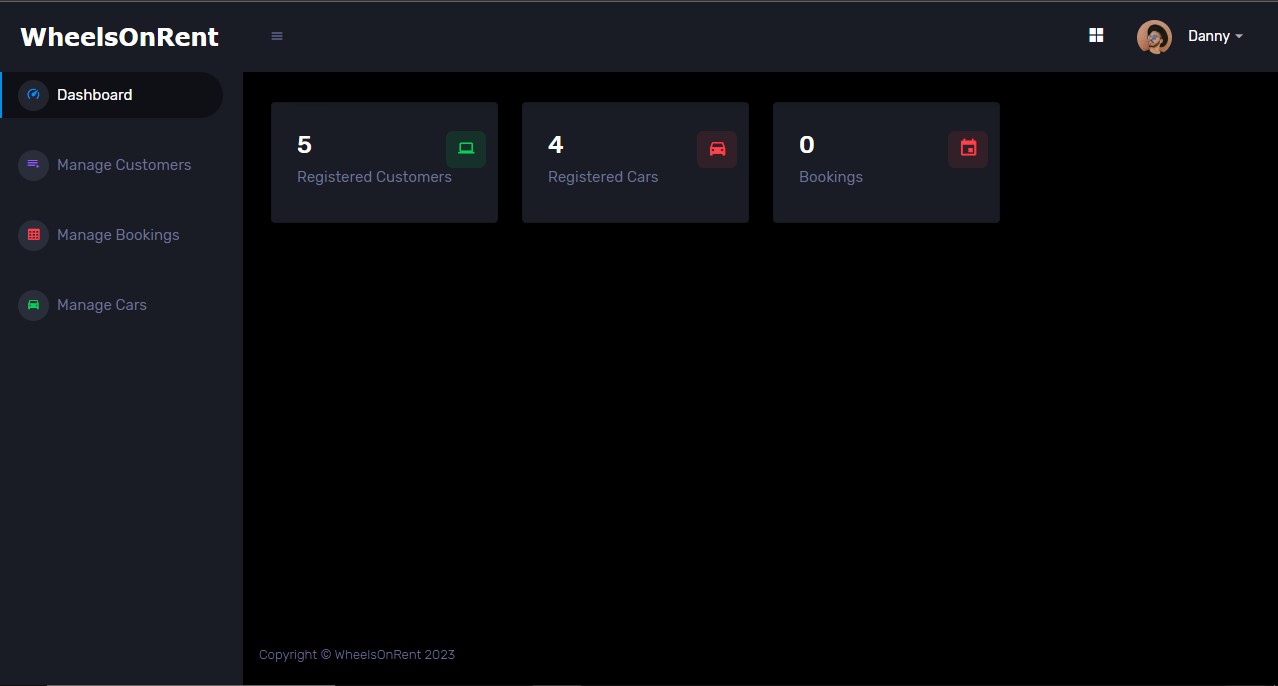 WheelsOnRent
Danny
Dashboard
Manage Customers
Manage Bookings
Manage Cars
5
Registered Customers
4
Registered Cars
0
Bookings
Copyright © WheelsOnRent 2023